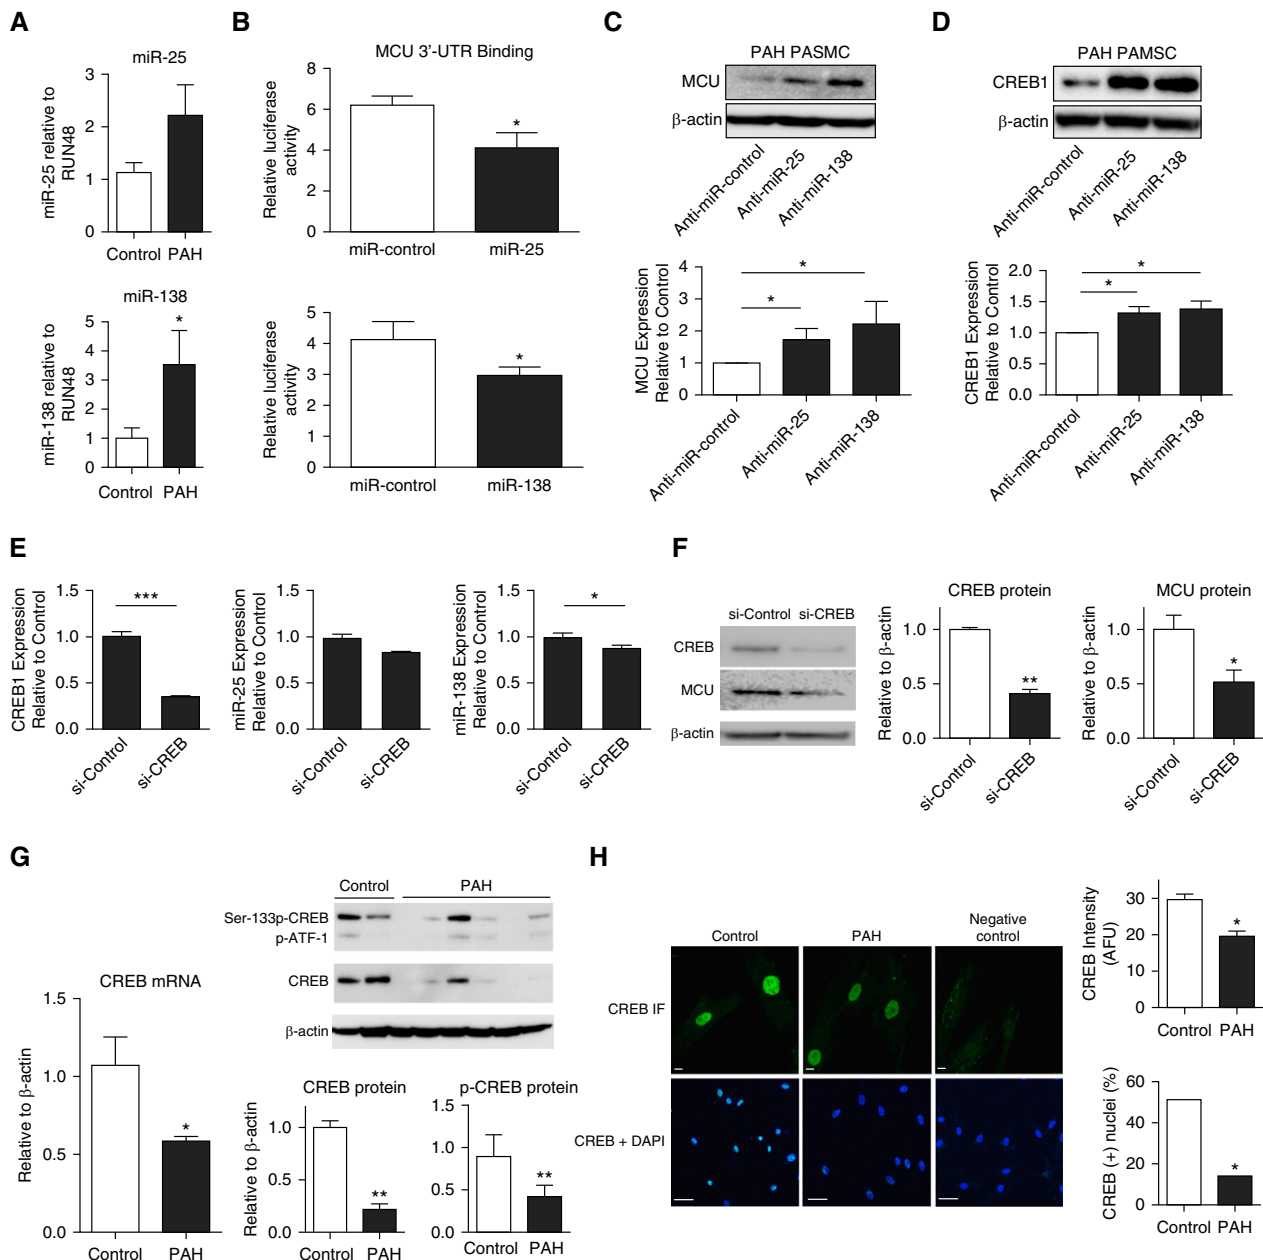 A
miR-25
miR-25 relative to
RUN48
3
2
1
0
Control PAH
miR-138
miR-138 relative to
RUN48
5
4
3
2
1
0
*
Control PAH
B
MCU 3'-UTR Binding
Relative luciferase
activity
8
6
4
2
0
*
miR-control miR-25
Relative luciferase
activity
5
4
3
2
1
0
*
miR-control miR-138
C
PAH PASMC
MCU
β-actin
Anti-miR-control
Anti-miR-25
Anti-miR-138
MCU Expression
Relative to Control
4
3
2
1
0
*
*
Anti-miR-control
Anti-miR-25
Anti-miR-138
D
PAH PAMSC
CREB1
β-actin
Anti-miR-control
Anti-miR-25
Anti-miR-138
CREB1 Expression
Relative to Control
2.0
1.5
1.0
0.5
0.0
*
*
Anti-miR-control
Anti-miR-25
Anti-miR-138
E
CREB1 Expression
Relative to Control
1.5
1.0
0.5
0.0
***
si-Control
si-CREB
miR-25 Expression
Relative to Control
1.5
1.0
0.5
0.0
si-Control
si-CREB
miR-138 Expression
Relative to Control
1.5
1.0
0.5
0.0
*
si-Control
si-CREB
F
si-Control si-CREB
CREB
MCU
β-actin
CREB protein
Relative to β-actin
1.0
0.5
0.0
**
si-Control
si-CREB
MCU protein
Relative to β-actin
1.0
0.5
0.0
*
si-Control
si-CREB
G
Control PAH
Ser-133p-CREB
p-ATF-1
CREB
β-actin
CREB mRNA
Relative to β-actin
1.5
1.0
0.5
0.0
*
Control PAH
CREB protein
Relative to β-actin
1.0
0.5
0.0
**
Control PAH
p-CREB protein
1.5
1.0
0.5
0.0
**
Control PAH
H
Control
PAH
Negative
control
CREB IF
CREB + DAPI
CREB Intensity
(AFU)
30
20
10
0
*
Control PAH
CREB (+) nuclei (%)
60
40
20
0
*
Control PAH